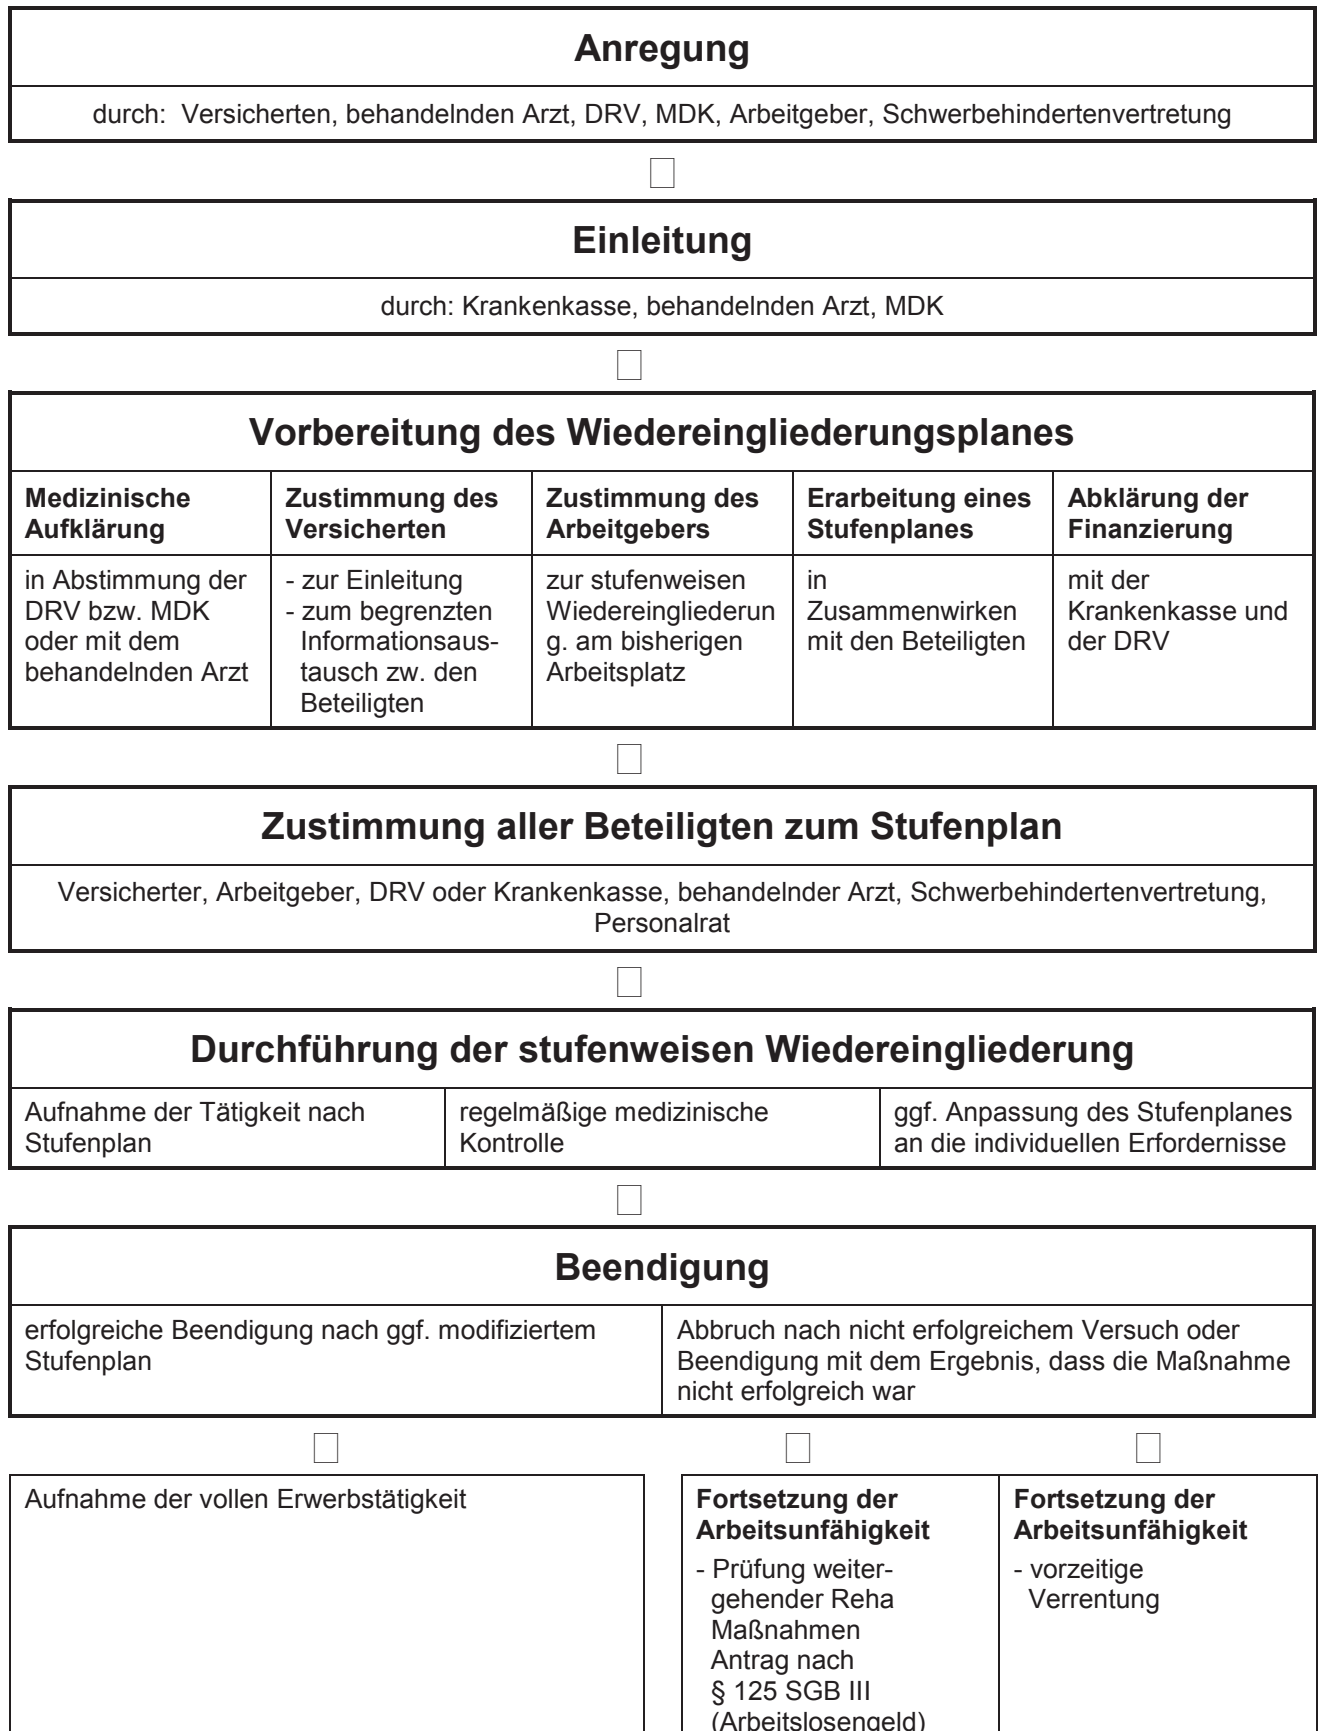 Anregung
durch: Versicherten, behandelnden Arzt, DRV, MDK, Arbeitgeber, Schwerbehindertenvertretung
Einleitung
durch: Krankenkasse, behandelnden Arzt, MDK
Vorbereitung des Wiedereingliederungsplanes
Medizinische
Aufklärung
in Abstimmung der
DRV bzw. MDK
oder mit dem
behandelnden Arzt
Zustimmung des
Versicherten
- zur Einleitung
- zum begrenzten
Informationsaus-
tausch zw. den
Beteiligten
Zustimmung des
Arbeitgebers
zur stufenweisen
Wiedereingliederun
g. am bisherigen
Arbeitsplatz
Erarbeitung eines
Stufenplanes
in
Zusammenwirken
mit den Beteiligten
Abklärung der
Finanzierung
mit der
Krankenkasse und
der DRV
Zustimmung aller Beteiligten zum Stufenplan
Versicherter, Arbeitgeber, DRV oder Krankenkasse, behandelnder Arzt, Schwerbehindertenvertretung,
Personalrat
Durchführung der stufenweisen Wiedereingliederung
Aufnahme der Tätigkeit nach
Stufenplan
regelmäßige medizinische
Kontrolle
ggf. Anpassung des Stufenplanes
an die individuellen Erfordernisse
Beendigung
erfolgreiche Beendigung nach ggf. modifiziertem
Stufenplan
Abbruch nach nicht erfolgreichem Versuch oder
Beendigung mit dem Ergebnis, dass die Maßnahme
nicht erfolgreich war
Aufnahme der vollen Erwerbstätigkeit
Fortsetzung der
Arbeitsunfähigkeit
- Prüfung weiter-
gehender Reha
Maßnahmen
Antrag nach
§ 125 SGB III
(Arbeitslosengeld)
Fortsetzung der
Arbeitsunfähigkeit
- vorzeitige
Verrentung